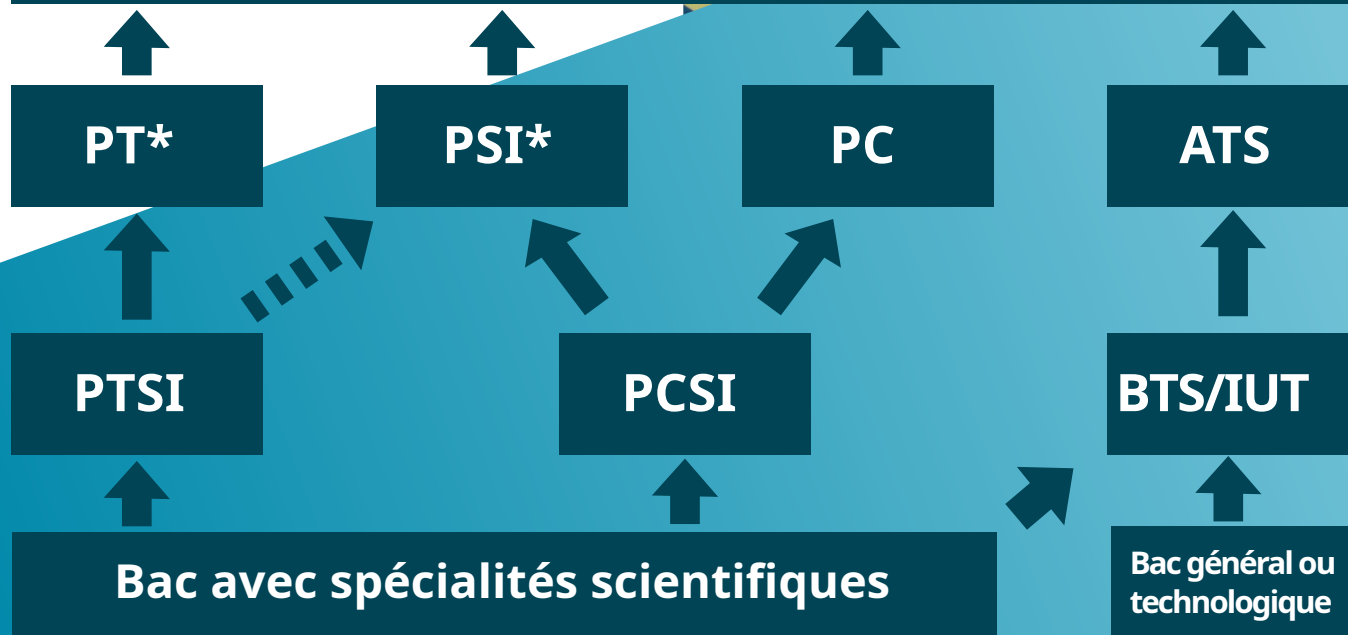 PT*
PSI*
PC
ATS
PTSI
PCSI
BTS/IUT
Bac avec spécialités scientifiques
Bac général ou
technologique